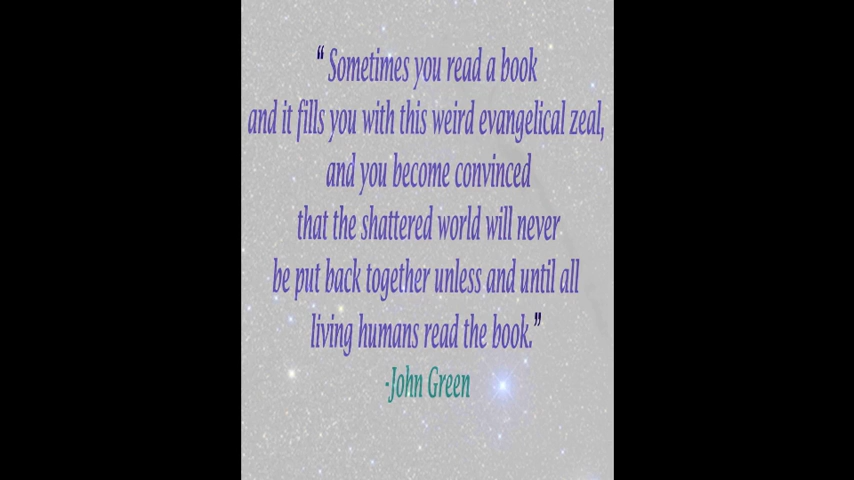 “Sometimes you read a book
and it fills you with this weird evangelical zeal,
and you become convinced
that the shattered world will never
be put back together unless and until all
living humans read the book.”
-John Green